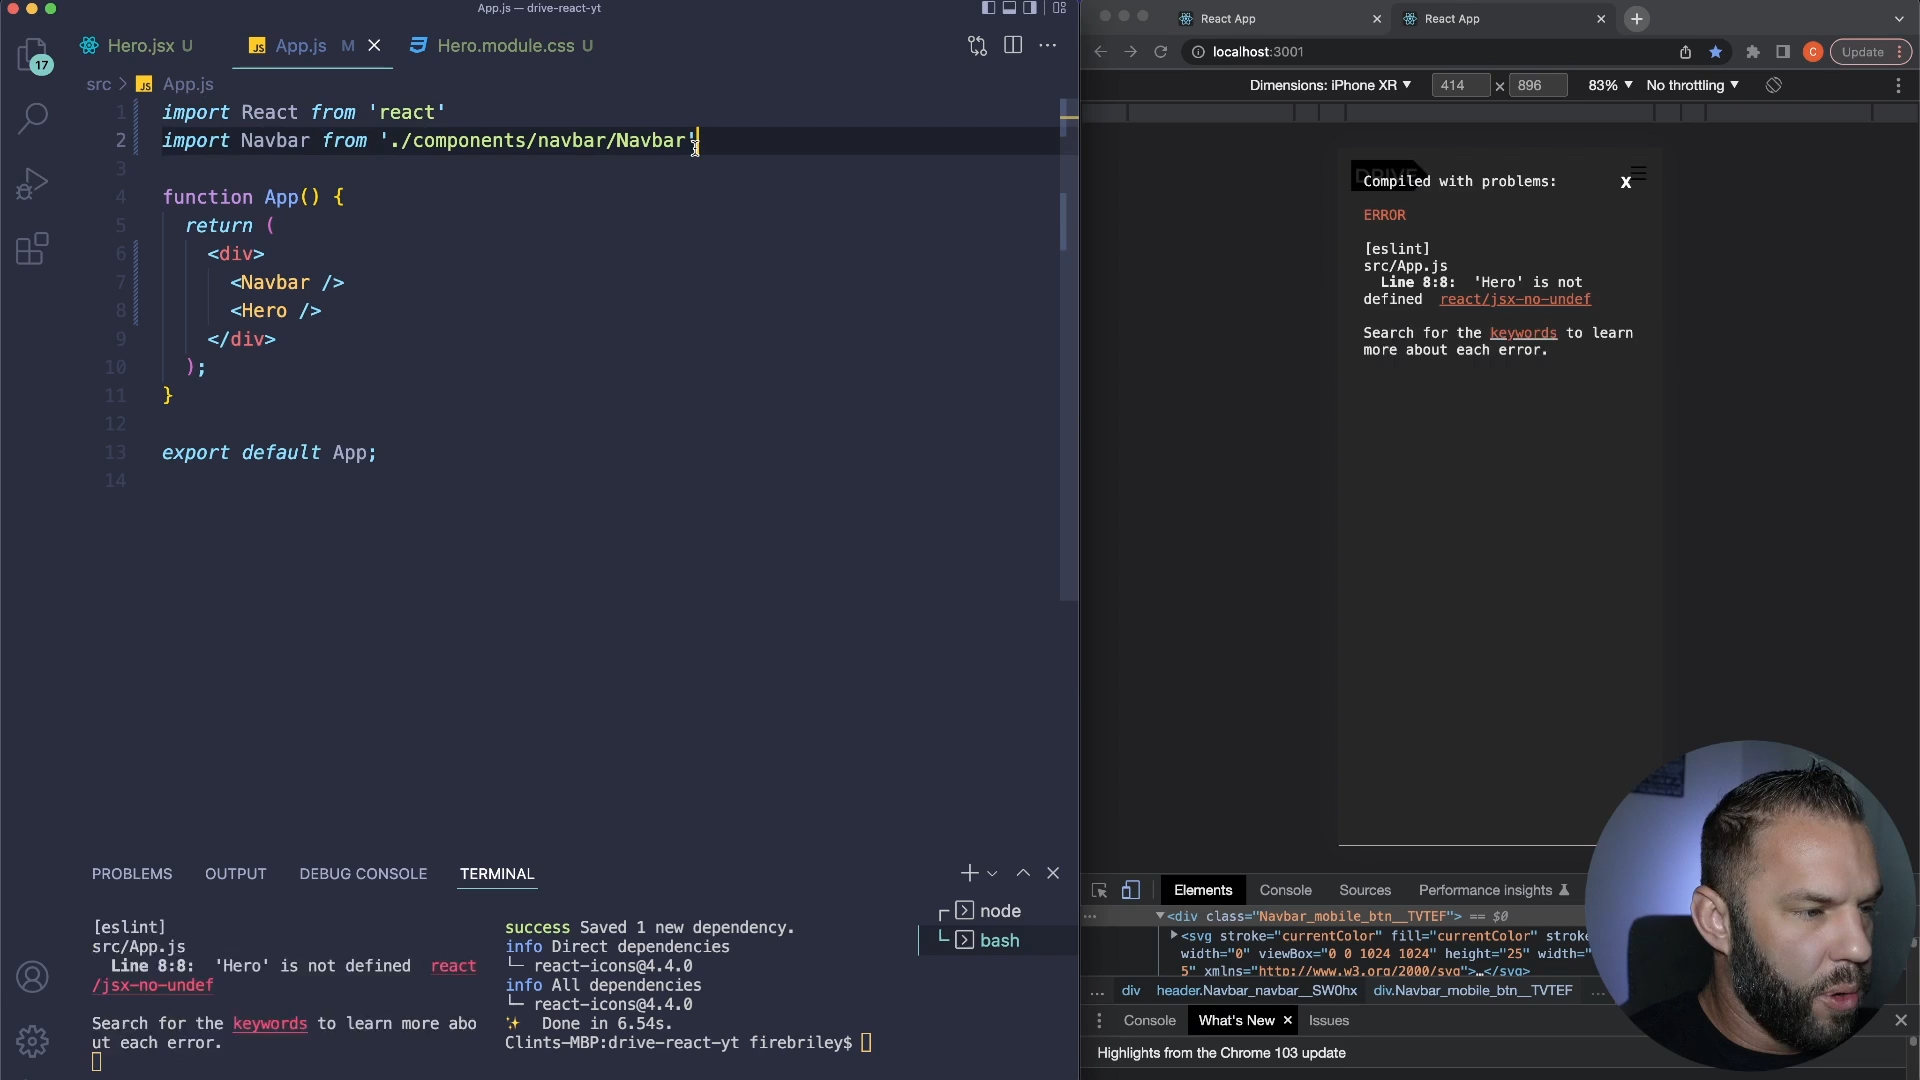 App.js — drive-react-yt
Hero.jsx U
JS App.js M
Hero.module.css U
17
src > JS App.js
1 import React from 'react'
2 import Navbar from './components/navbar/Navbar'
3
4 function App() {
5 return (
6 <div>
7 <Navbar />
8 <Hero />
9 </div>
10 );
11 }
12
13 export default App;
14
PROBLEMS OUTPUT DEBUG CONSOLE TERMINAL
[eslint]
src/App.js
Line 8:8: 'Hero' is not defined react
/jsx-no-undef
Search for the keywords to learn more abo
ut each error.
success Saved 1 new dependency.
info Direct dependencies
└─ react-icons@4.4.0
info All dependencies
└─ react-icons@4.4.0
✨ Done in 6.54s.
Clints-MBP:drive-react-yt firebriley$
node
bash
React App
React App
localhost:3001
C
Update
Dimensions: iPhone XR 414 × 896 83% No throttling
DRIVE
Compiled with problems: X
ERROR
[eslint]
src/App.js
Line 8:8: 'Hero' is not
defined react/jsx-no-undef
Search for the keywords to learn
more about each error.
Elements Console Sources Performance insights
<div class="Navbar_mobile_btn__TVTEF"> == $0
<svg stroke="currentColor" fill="currentColor" stroke
width="0" viewBox="0 0 1024 1024" height="25" width=
5" xmlns="http://www.w3.org/2000/svg">…</svg>
... div header.Navbar_navbar__SW0hx div.Navbar_mobile_btn__TVTEF ...
Console What's New × Issues
Highlights from the Chrome 103 update